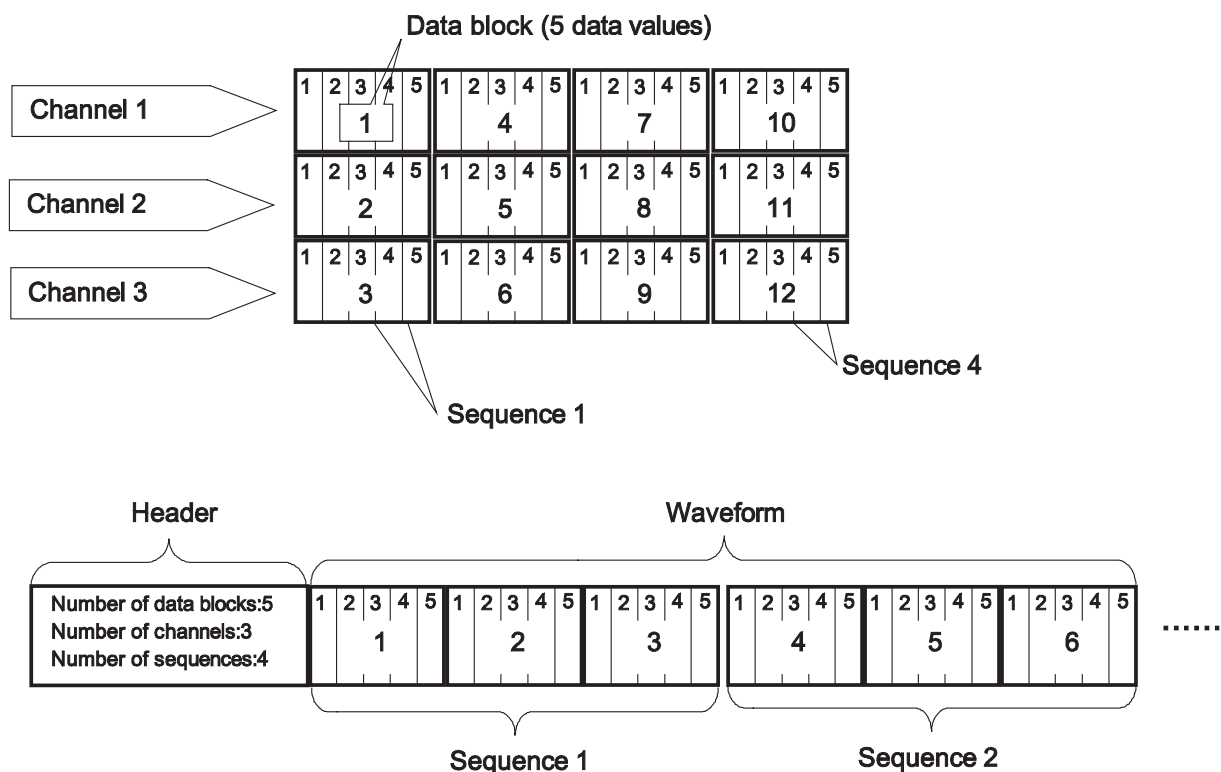 Data block (5 data values)
1 2 3 4 5 1 2 3 4 5 1 2 3 4 5 1 2 3 4 5
Channel 1
1 4 7 10
1 2 3 4 5 1 2 3 4 5 1 2 3 4 5 1 2 3 4 5
Channel 2
2 5 8 11
1 2 3 4 5 1 2 3 4 5 1 2 3 4 5 1 2 3 4 5
Channel 3
3 6 9 12
Sequence 4
Sequence 1
Header
Waveform
Number of data blocks:5
Number of channels:3
Number of sequences:4
1 2 3 4 5 1 2 3 4 5 1 2 3 4 5 1 2 3 4 5 1 2 3 4 5 1 2 3 4 5
1 2 3 4 5 6
......
Sequence 1
Sequence 2